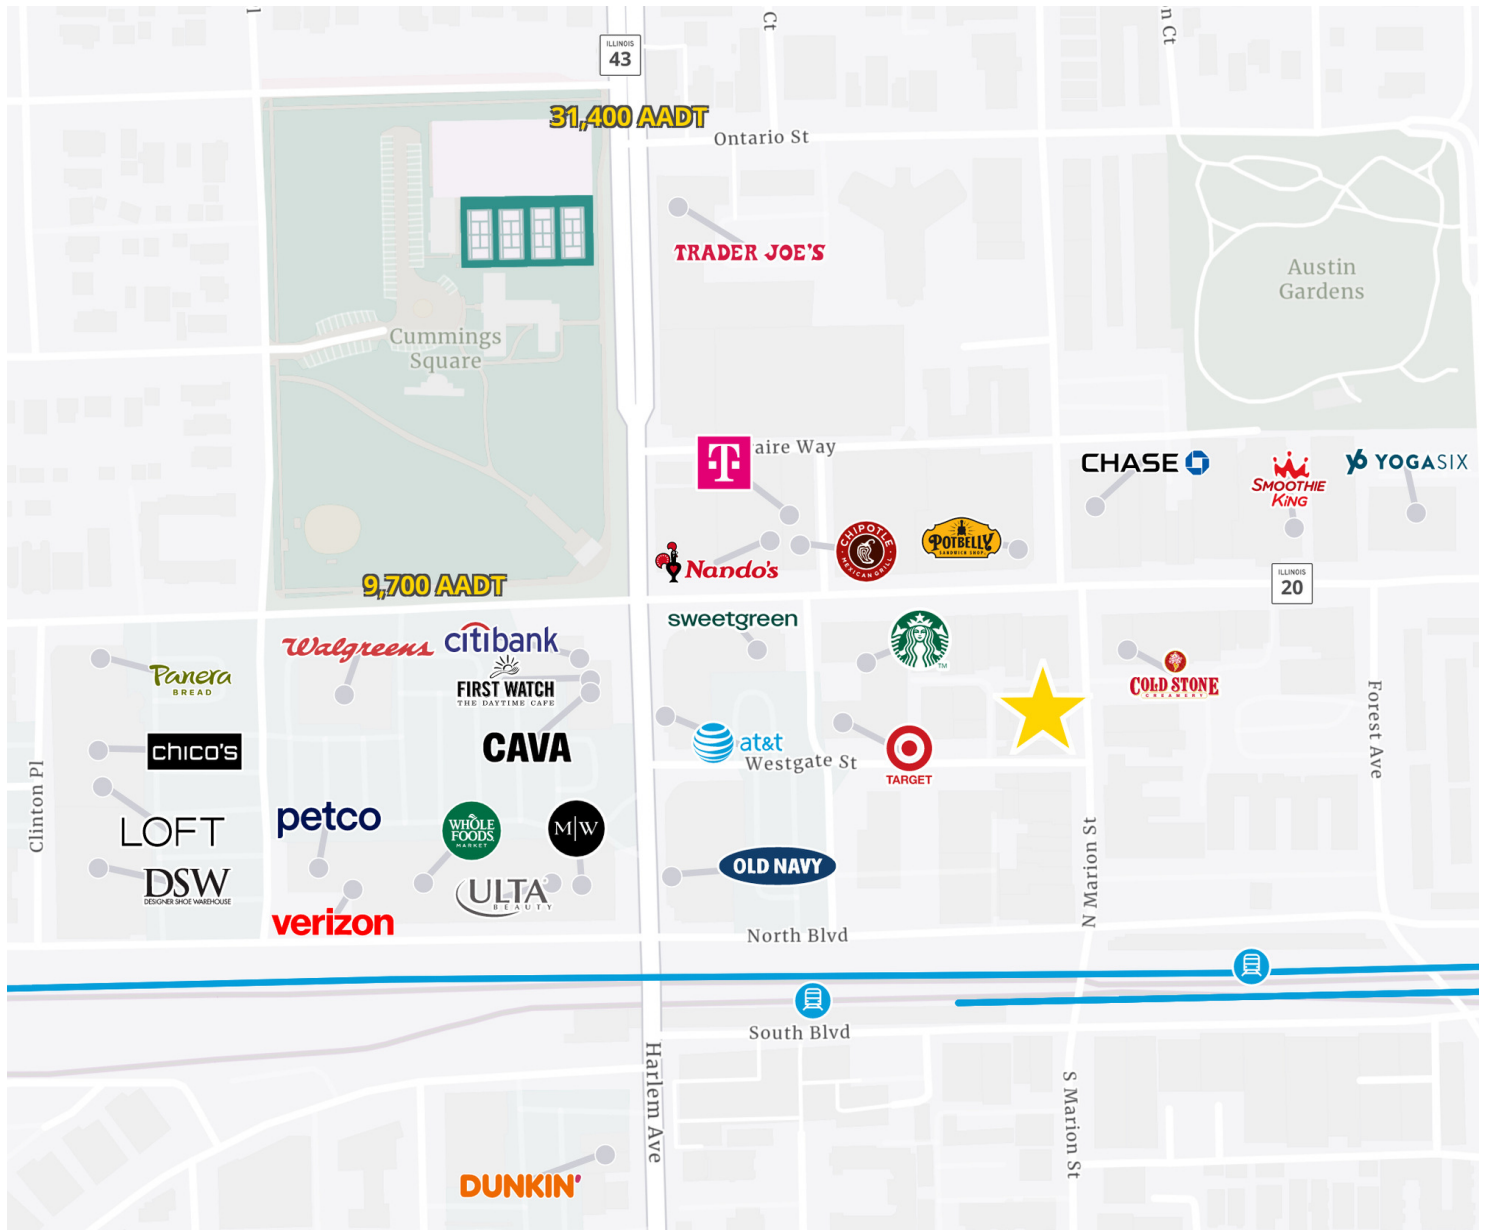 l
Ct
n Ct
ILLINOIS
43
31,400 AADT
Ontario St
TRADER JOE'S
Austin
Gardens
Cummings
Square
T
aire Way
CHASE
SMOOTHIE
KING
Y6 YOGASIX
CHIPOTLE
MEXICAN GRILL
POTBELLY
SANDWICH SHOP
Nando's
9,700 AADT
ILLINOIS
20
sweetgreen
Walgreens
citibank
TM
Panera
BREAD
FIRST WATCH
THE DAYTIME CAFE
COLD STONE
CREAMERY
Forest Ave
chico's
CAVA
at&t
Westgate St
TARGET
Clinton Pl
petco
LOFT
WHOLE
FOODS
MARKET
M|W
N Marion St
OLD NAVY
DSW
DESIGNER SHOE WAREHOUSE
ULTA
BEAUTY
verizon
North Blvd
South Blvd
Harlem Ave
S Marion St
DUNKIN'